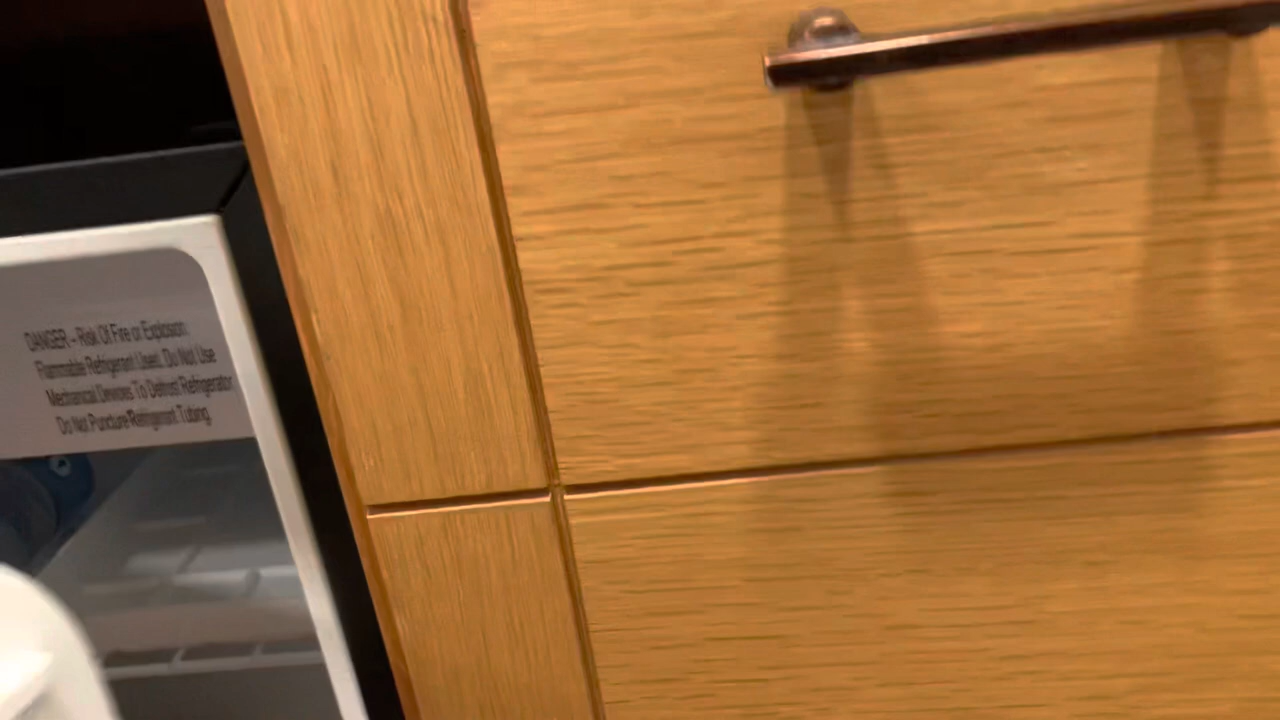 DANGER – Risk Of Fire or Explosion.
Flammable Refrigerant Used. Do Not Use
Mechanical Devices To Defrost Refrigerator
Do Not Puncture Refrigerant Tubing.